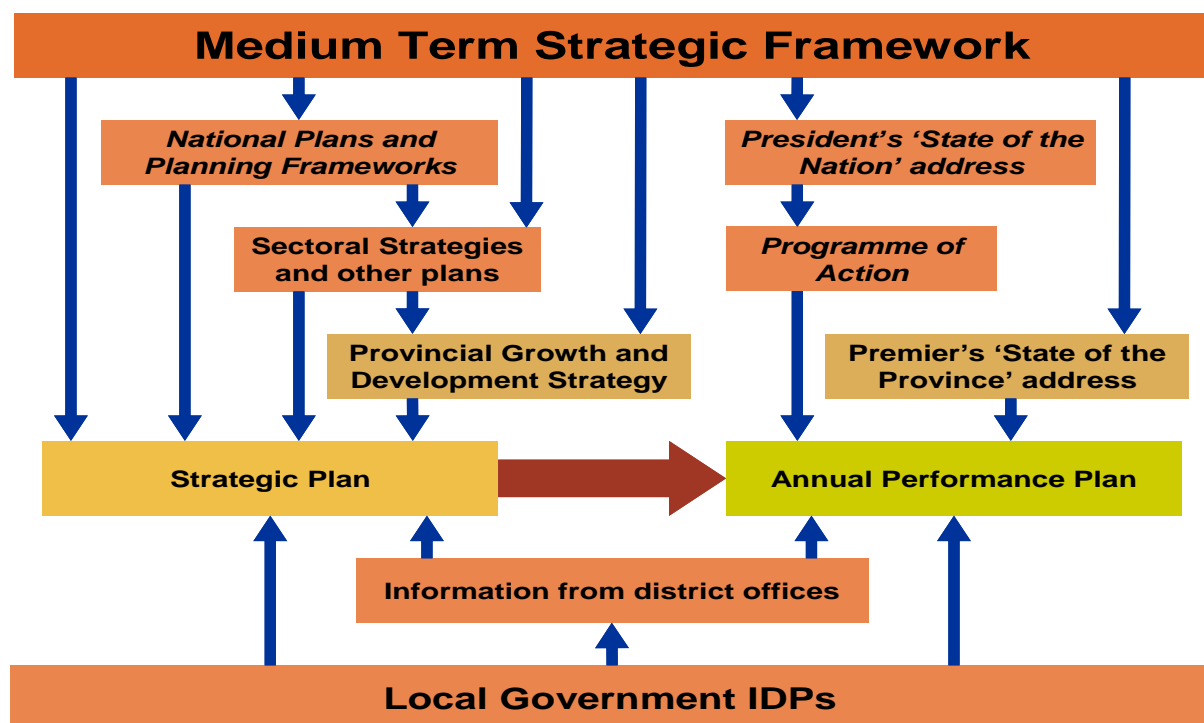 Medium Term Strategic Framework
National Plans and
Planning Frameworks
President’s ‘State of the
Nation’ address
Sectoral Strategies
and other plans
Programme of
Action
Provincial Growth and
Development Strategy
Premier’s ‘State of the
Province’ address
Strategic Plan
Annual Performance Plan
Information from district offices
Local Government IDPs